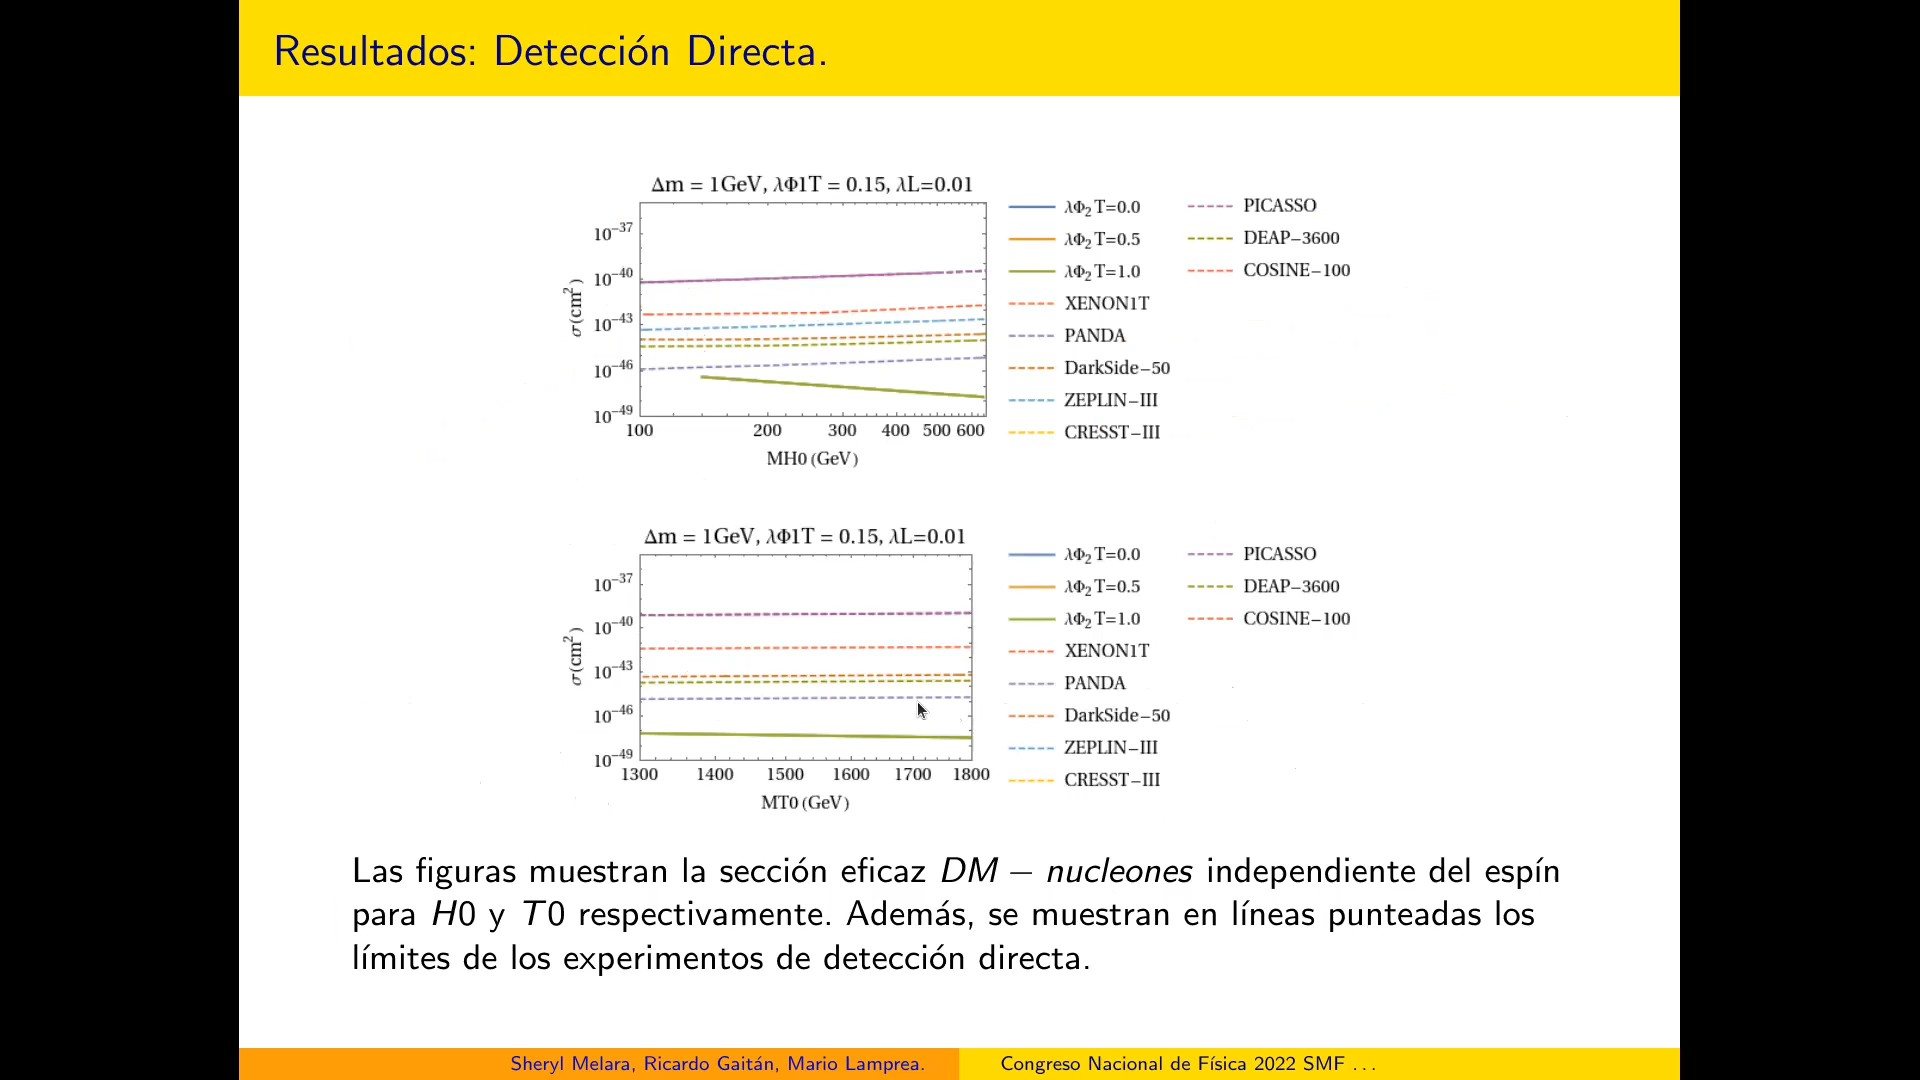 Resultados: Detección Directa.
Δm = 1GeV, λΦ1T = 0.15, λL=0.01
10^-37
10^-40
10^-43
10^-46
10^-49
σ(cm^2)
100 200 300 400 500 600
MH0 (GeV)
λΦ₂T=0.0
λΦ₂T=0.5
λΦ₂T=1.0
XENON1T
PANDA
DarkSide−50
ZEPLIN−III
CRESST−III
PICASSO
DEAP−3600
COSINE−100
Δm = 1GeV, λΦ1T = 0.15, λL=0.01
10^-37
10^-40
10^-43
10^-46
10^-49
σ(cm^2)
1300 1400 1500 1600 1700 1800
MT0 (GeV)
λΦ₂T=0.0
λΦ₂T=0.5
λΦ₂T=1.0
XENON1T
PANDA
DarkSide−50
ZEPLIN−III
CRESST−III
PICASSO
DEAP−3600
COSINE−100
Las figuras muestran la sección eficaz DM − nucleones independiente del espín
para H0 y T0 respectivamente. Además, se muestran en líneas punteadas los
límites de los experimentos de detección directa.
Sheryl Melara, Ricardo Gaitán, Mario Lamprea.
Congreso Nacional de Física 2022 SMF ...